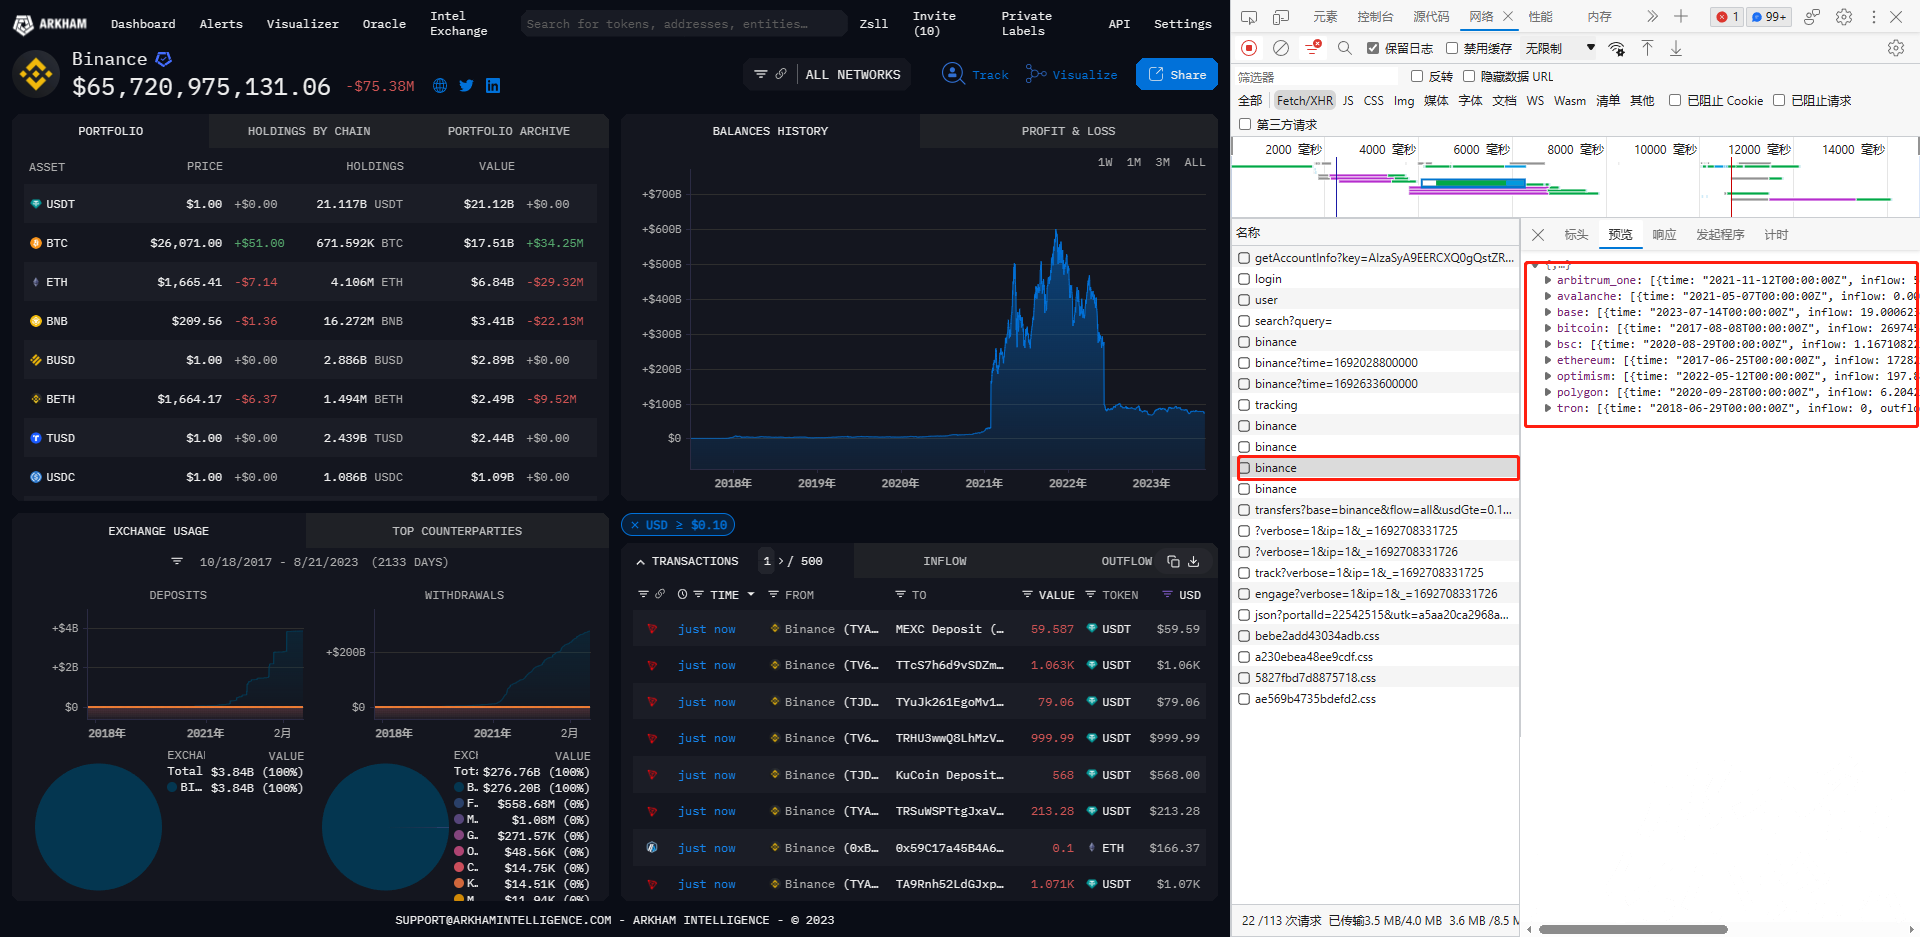 ARKHAM Dashboard Alerts Visualizer Oracle Intel Exchange Search for tokens, addresses, entities… Zsll Invite (10) Private Labels API Settings
Binance
$65,720,975,131.06 -$75.38M
ALL NETWORKS Track Visualize Share
PORTFOLIO HOLDINGS BY CHAIN PORTFOLIO ARCHIVE
ASSET PRICE HOLDINGS VALUE
USDT $1.00 +$0.00 21.117B USDT $21.12B +$0.00
BTC $26,071.00 +$51.00 671.592K BTC $17.51B +$34.25M
ETH $1,665.41 -$7.14 4.106M ETH $6.84B -$29.32M
BNB $209.56 -$1.36 16.272M BNB $3.41B -$22.13M
BUSD $1.00 +$0.00 2.886B BUSD $2.89B +$0.00
BETH $1,664.17 -$6.37 1.494M BETH $2.49B -$9.52M
TUSD $1.00 +$0.00 2.439B TUSD $2.44B +$0.00
USDC $1.00 +$0.00 1.086B USDC $1.09B +$0.00
BALANCES HISTORY PROFIT & LOSS
1W 1M 3M ALL
+$700B
+$600B
+$500B
+$400B
+$300B
+$200B
+$100B
$0
2018年 2019年 2020年 2021年 2022年 2023年
EXCHANGE USAGE TOP COUNTERPARTIES
10/18/2017 - 8/21/2023 (2133 DAYS)
DEPOSITS WITHDRAWALS
+$4B
+$2B
$0
2018年 2021年 2月
+$200B
$0
2018年 2021年 2月
EXCHAI VALUE
Total $3.84B (100%)
BI… $3.84B (100%)
EXCH VALUE
Tota $276.76B (100%)
B. $276.20B (100%)
F. $558.68M (0%)
M. $1.08M (0%)
G. $271.57K (0%)
O. $48.56K (0%)
C. $14.75K (0%)
K. $14.51K (0%)
M $11.94K (0%)
× USD ≥ $0.10
TRANSACTIONS 1 > / 500 INFLOW OUTFLOW
TIME FROM TO VALUE TOKEN USD
just now Binance (TYA… MEXC Deposit (… 59.587 USDT $59.59
just now Binance (TV6… TTcS7h6d9vSDZm… 1.063K USDT $1.06K
just now Binance (TJD… TYuJk261EgoMv1… 79.06 USDT $79.06
just now Binance (TV6… TRHU3wwQ8LhMzV… 999.99 USDT $999.99
just now Binance (TJD… KuCoin Deposit… 568 USDT $568.00
just now Binance (TYA… TRSuWSPTtgJxaV… 213.28 USDT $213.28
just now Binance (0xB… 0x59C17a45B4A6… 0.1 ETH $166.37
just now Binance (TYA… TA9Rnh52LdGJxp… 1.071K USDT $1.07K
SUPPORT@ARKHAMINTELLIGENCE.COM - ARKHAM INTELLIGENCE - © 2023
元素 控制台 源代码 网络 性能 内存 1 99+
保留日志 禁用缓存 无限制
筛选器 反转 隐藏数据 URL
全部 Fetch/XHR JS CSS Img 媒体 字体 文档 WS Wasm 清单 其他 已阻止 Cookie 已阻止请求
第三方请求
2000 毫秒 4000 毫秒 6000 毫秒 8000 毫秒 10000 毫秒 12000 毫秒 14000 毫秒
名称
getAccountInfo?key=AIzaSyA9EERCXQ0gQstZR…
login
user
search?query=
binance
binance?time=1692028800000
binance?time=1692633600000
tracking
binance
binance
binance
binance
transfers?base=binance&flow=all&usdGte=0.1…
?verbose=1&ip=1&_=1692708331725
?verbose=1&ip=1&_=1692708331726
track?verbose=1&ip=1&_=1692708331725
engage?verbose=1&ip=1&_=1692708331726
json?portalId=22542515&utk=a5aa20ca2968a…
bebe2add43034adb.css
a230ebea48ee9cdf.css
5827fbd7d8875718.css
ae569b4735bdefd2.css
22 /113 次请求 已传输3.5 MB/4.0 MB 3.6 MB /8.5 M
标头 预览 响应 发起程序 计时
{,…}
arbitrum_one: [{time: "2021-11-12T00:00:00Z", inflow: 5
avalanche: [{time: "2021-05-07T00:00:00Z", inflow: 0.00
base: [{time: "2023-07-14T00:00:00Z", inflow: 19.000623
bitcoin: [{time: "2017-08-08T00:00:00Z", inflow: 269745
bsc: [{time: "2020-08-29T00:00:00Z", inflow: 1.16710822
ethereum: [{time: "2017-06-25T00:00:00Z", inflow: 17282
optimism: [{time: "2022-05-12T00:00:00Z", inflow: 197.8
polygon: [{time: "2020-09-28T00:00:00Z", inflow: 6.2042
tron: [{time: "2018-06-29T00:00:00Z", inflow: 0, outflo